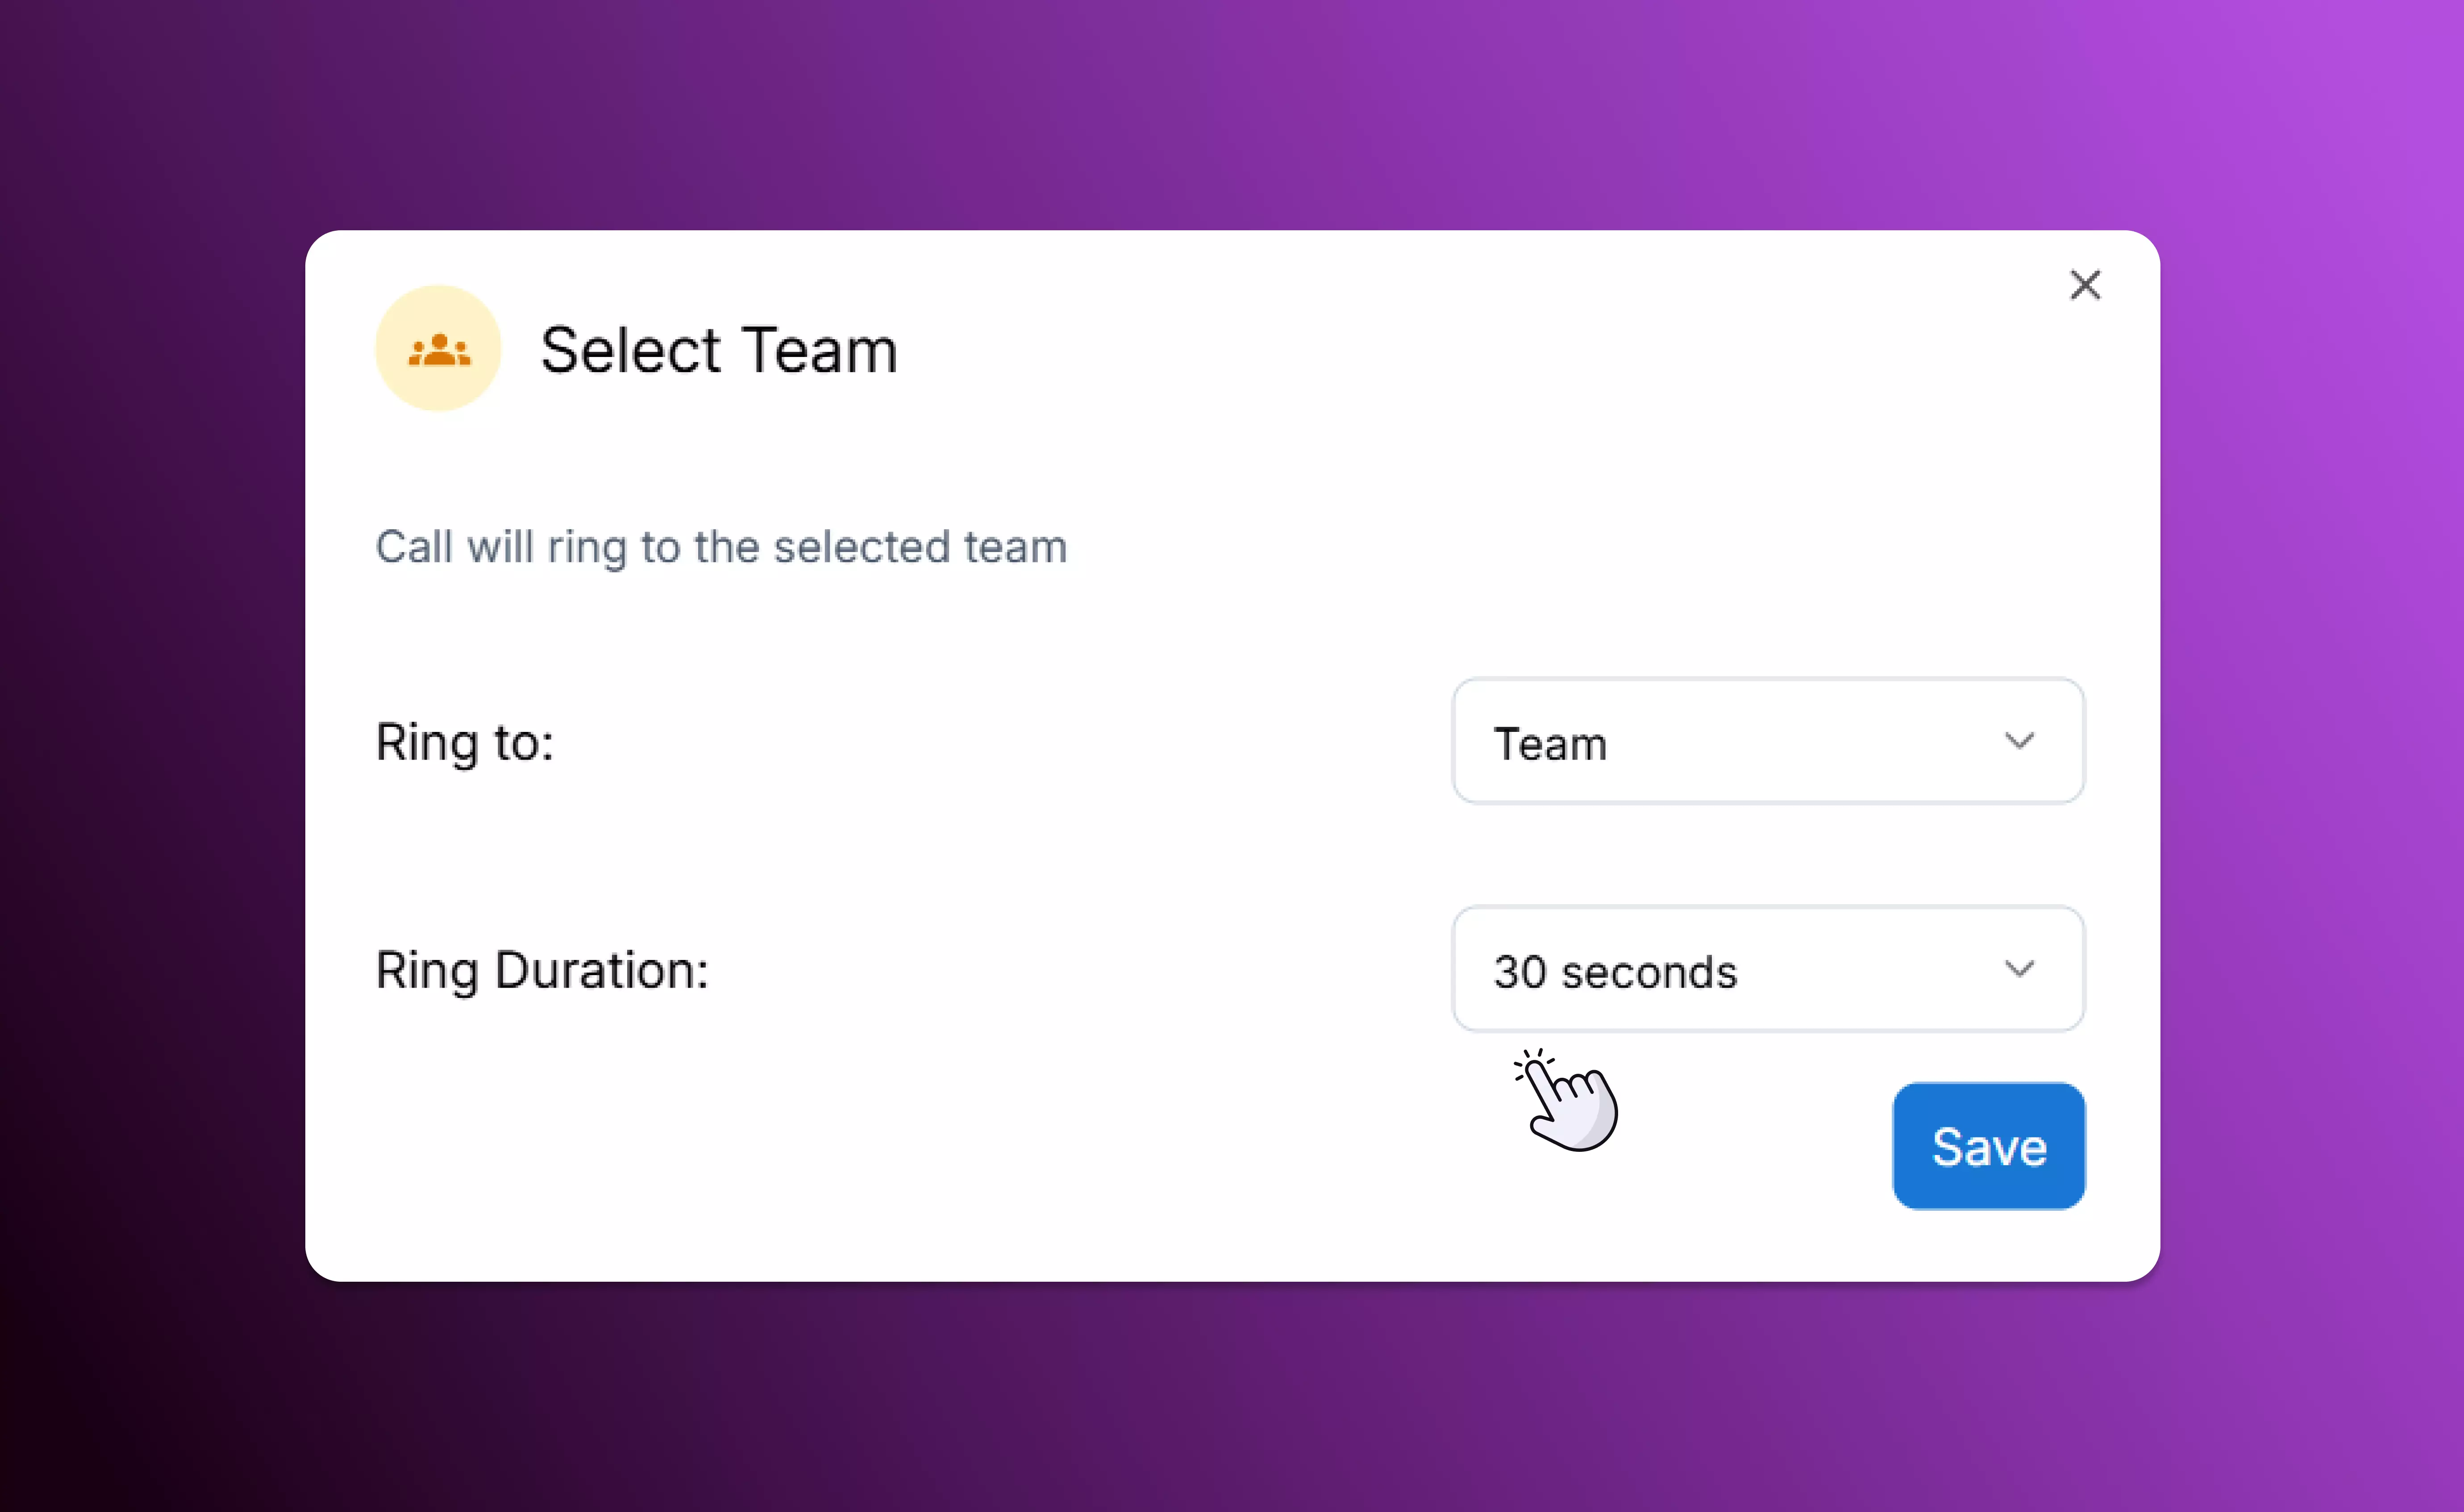 Select Team
Call will ring to the selected team
Ring to:
Team
Ring Duration:
30 seconds
Save